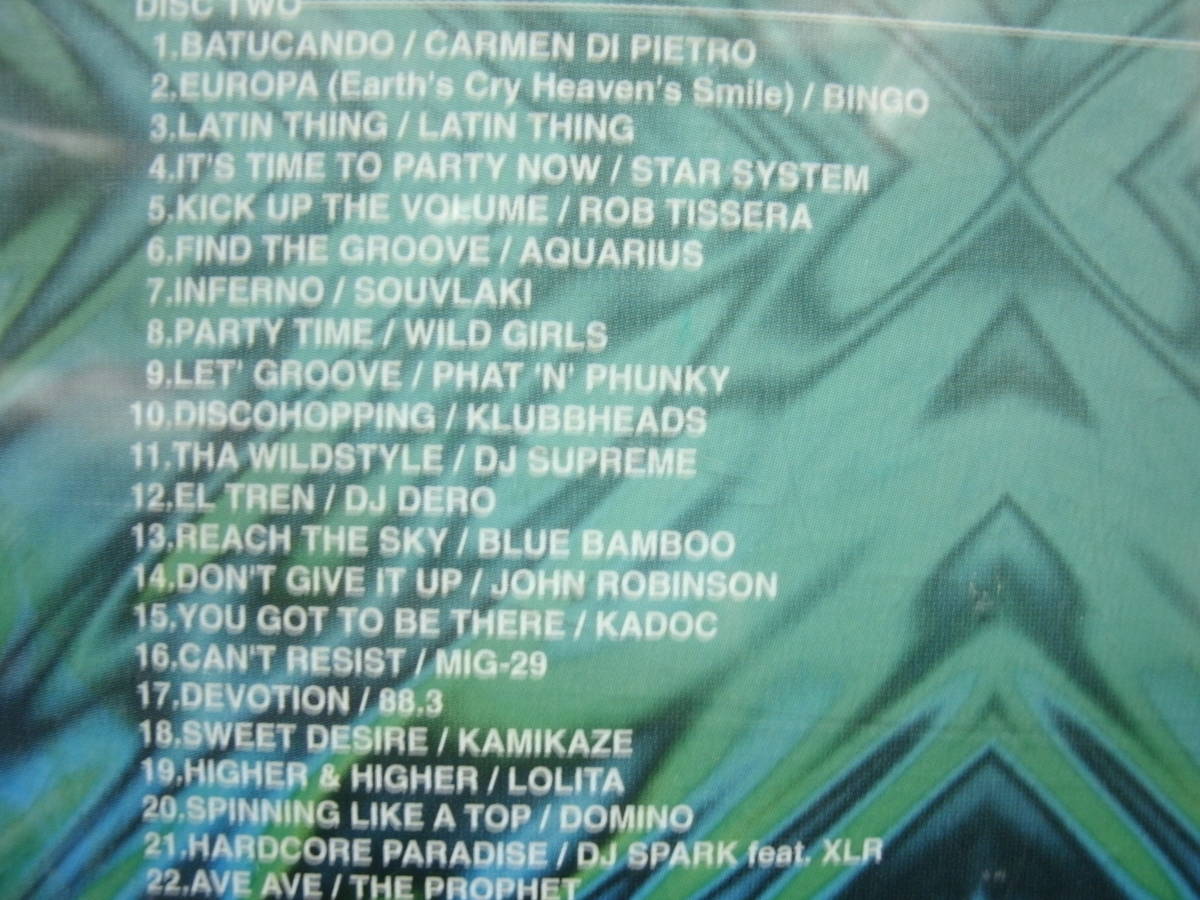 DISC TWO
1.BATUCANDO / CARMEN DI PIETRO
2.EUROPA (Earth's Cry Heaven's Smile) / BINGO
3.LATIN THING / LATIN THING
4.IT'S TIME TO PARTY NOW / STAR SYSTEM
5.KICK UP THE VOLUME / ROB TISSERA
6.FIND THE GROOVE / AQUARIUS
7.INFERNO / SOUVLAKI
8.PARTY TIME / WILD GIRLS
9.LET' GROOVE / PHAT 'N' PHUNKY
10.DISCOHOPPING / KLUBBHEADS
11.THA WILDSTYLE / DJ SUPREME
12.EL TREN / DJ DERO
13.REACH THE SKY / BLUE BAMBOO
14.DON'T GIVE IT UP / JOHN ROBINSON
15.YOU GOT TO BE THERE / KADOC
16.CAN'T RESIST / MIG-29
17.DEVOTION / 88.3
18.SWEET DESIRE / KAMIKAZE
19.HIGHER & HIGHER / LOLITA
20.SPINNING LIKE A TOP / DOMINO
21.HARDCORE PARADISE / DJ SPARK feat. XLR
22.AVE AVE / THE PROPHET